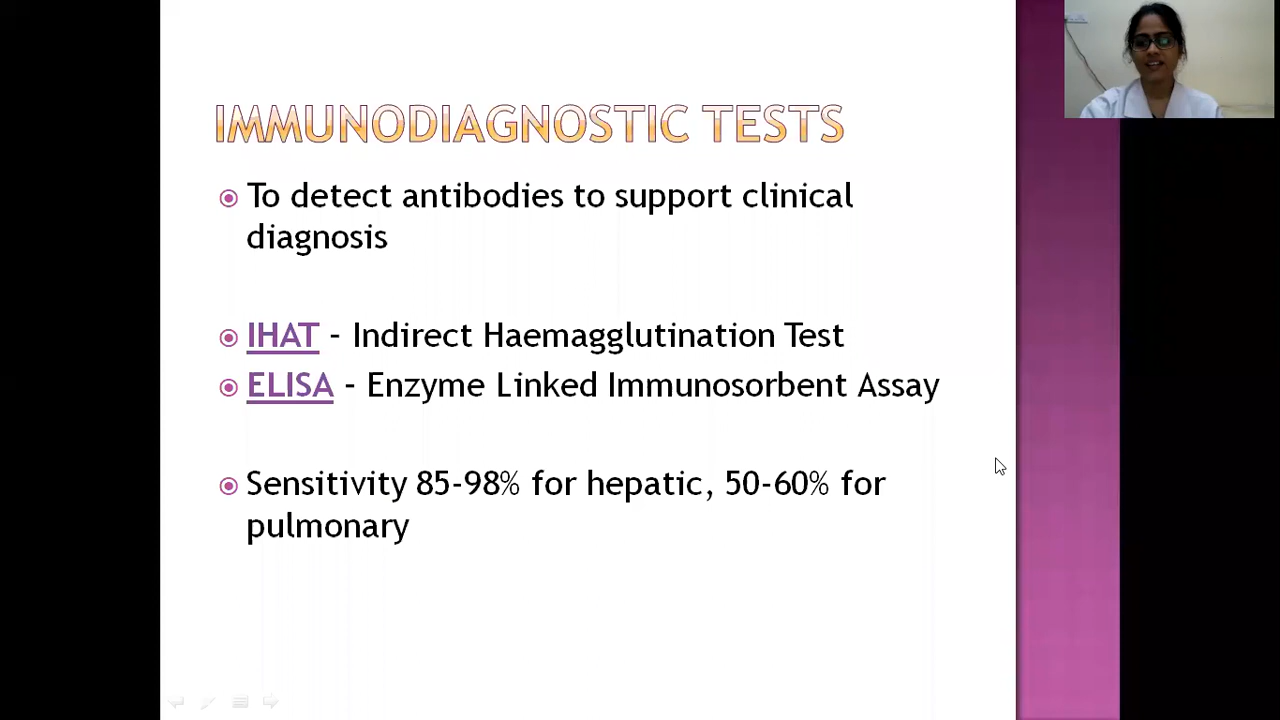 IMMUNODIAGNOSTIC TESTS
To detect antibodies to support clinical
diagnosis
IHAT - Indirect Haemagglutination Test
ELISA - Enzyme Linked Immunosorbent Assay
Sensitivity 85-98% for hepatic, 50-60% for
pulmonary